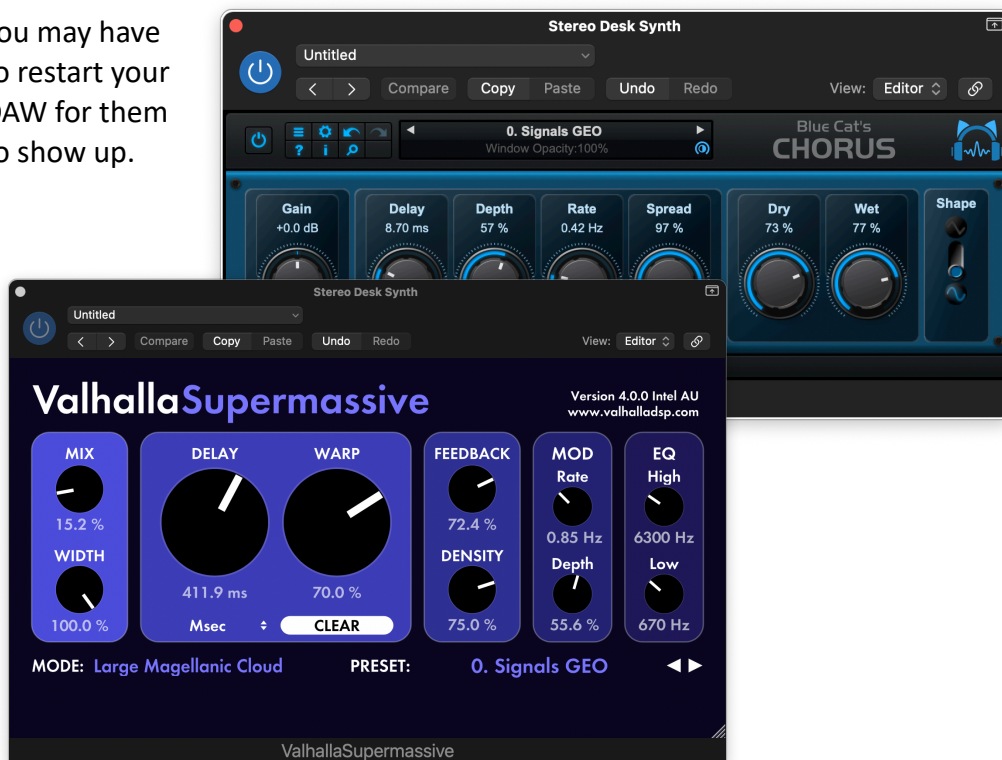 ou may have
o restart your
DAW for them
o show up.
Stereo Desk Synth
Untitled
Compare Copy Paste Undo Redo View: Editor
0. Signals GEO
Window Opacity:100%
Blue Cat's
CHORUS
Gain Delay Depth Rate Spread Dry Wet Shape
+0.0 dB 8.70 ms 57 % 0.42 Hz 97 % 73 % 77 %
Stereo Desk Synth
Untitled
Compare Copy Paste Undo Redo View: Editor
ValhallaSupermassive
Version 4.0.0 Intel AU
www.valhalladsp.com
MIX DELAY WARP FEEDBACK MOD EQ
Rate High
15.2 % 72.4 % 0.85 Hz 6300 Hz
WIDTH DENSITY Depth Low
411.9 ms 70.0 %
100.0 % Msec CLEAR 75.0 % 55.6 % 670 Hz
MODE: Large Magellanic Cloud PRESET: 0. Signals GEO
ValhallaSupermassive